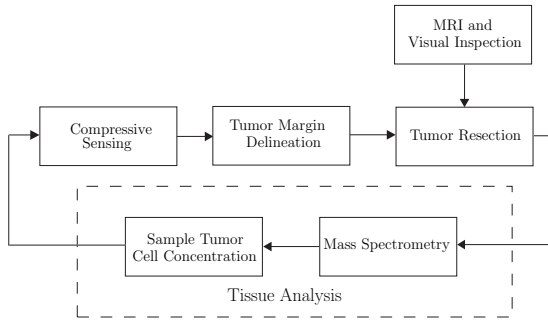 MRI and
Visual Inspection
Compressive
Sensing
Tumor Margin
Delineation
Tumor Resection
Sample Tumor
Cell Concentration
Mass Spectrometry
Tissue Analysis